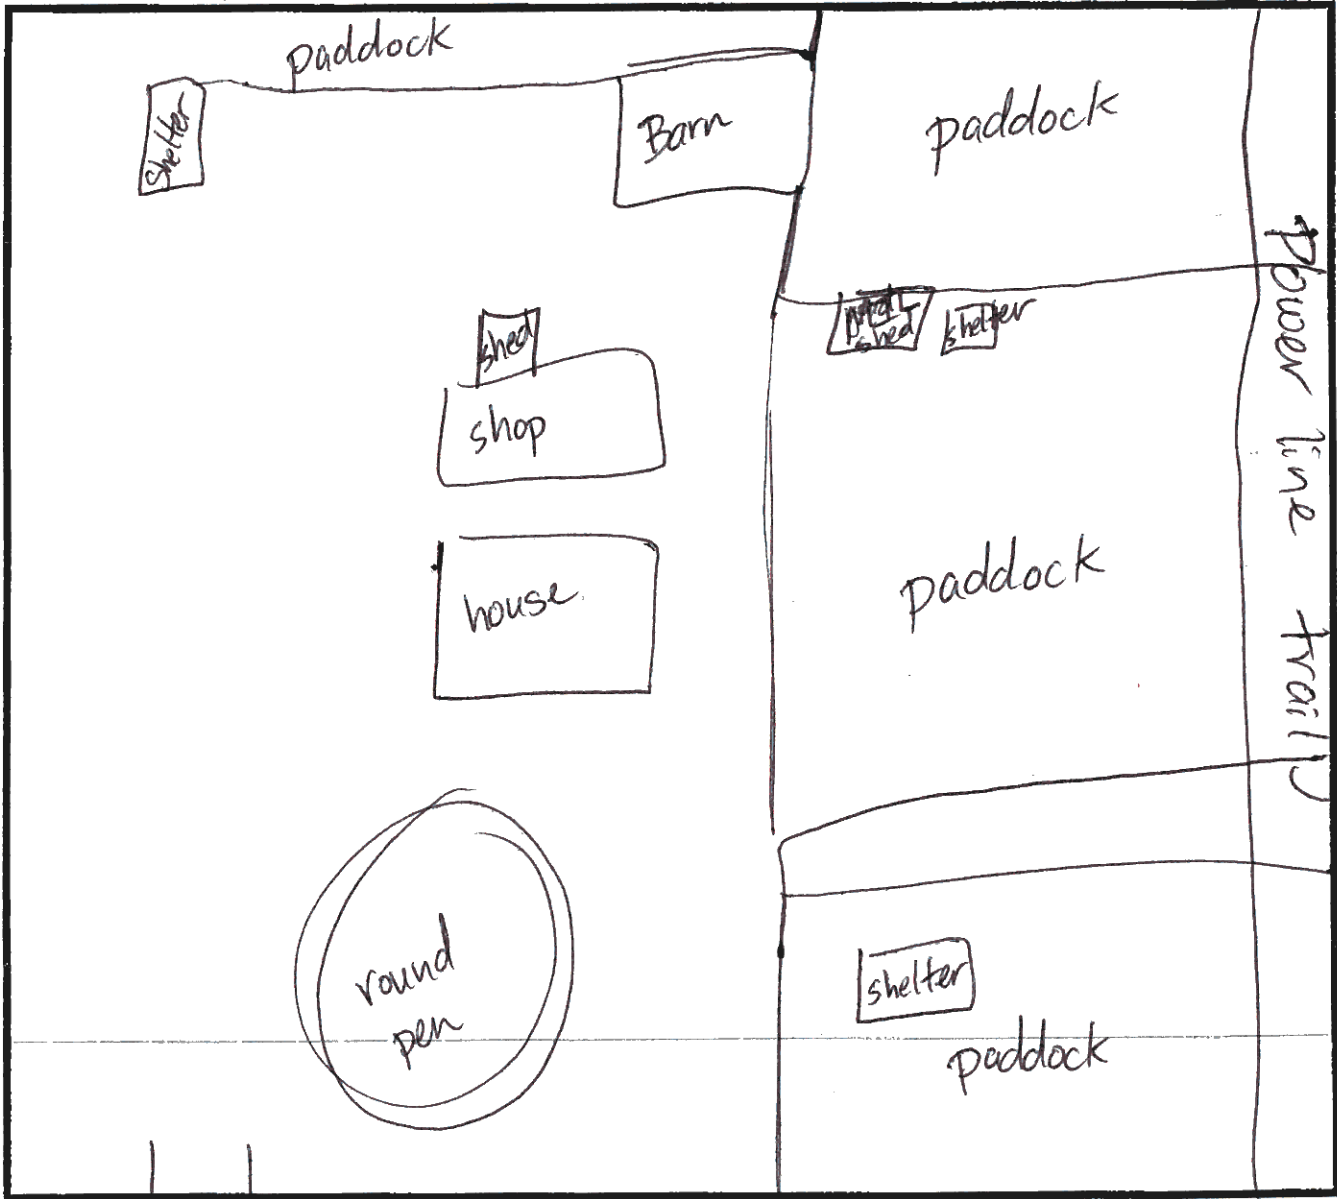 paddock
shelter
Barn
paddock
shed
shed
shelter
shop
house
paddock
Power line trail
round
pen
shelter
paddock